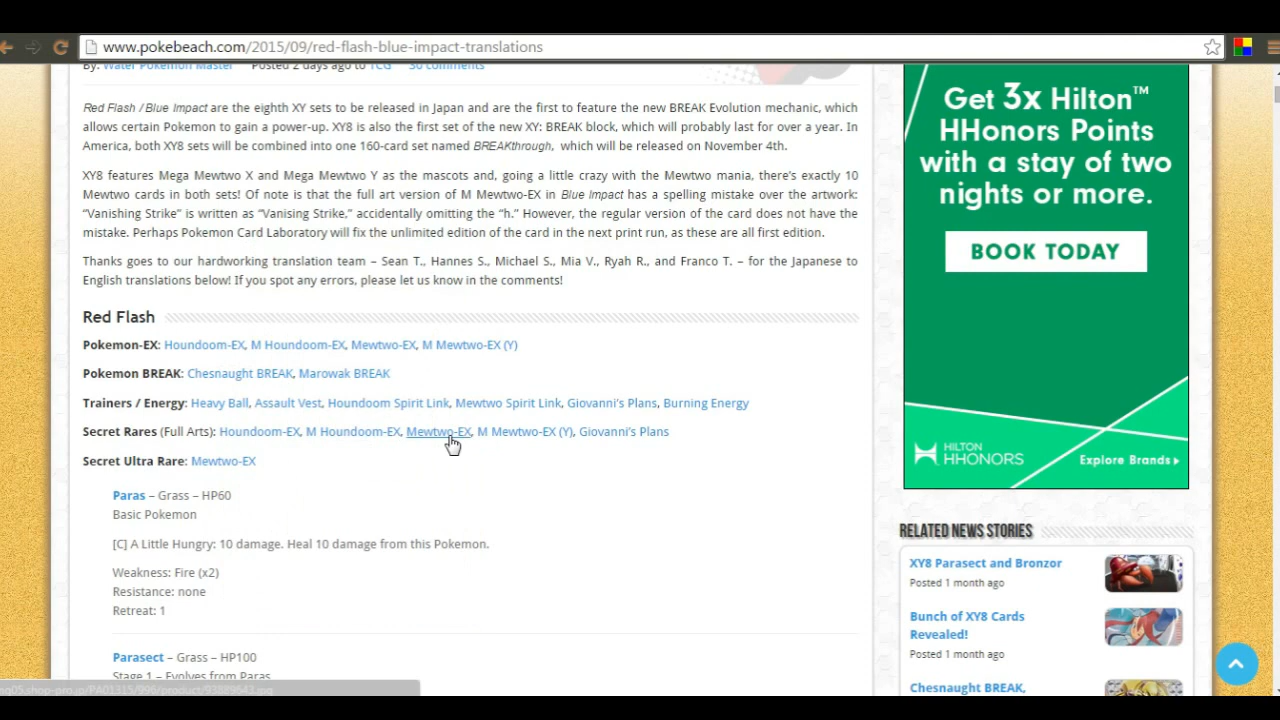 www.pokebeach.com/2015/09/red-flash-blue-impact-translations
By: Water Pokemon Master Posted 2 days ago to TCG 30 comments
Red Flash / Blue Impact are the eighth XY sets to be released in Japan and are the first to feature the new BREAK Evolution mechanic, which
allows certain Pokemon to gain a power-up. XY8 is also the first set of the new XY: BREAK block, which will probably last for over a year. In
America, both XY8 sets will be combined into one 160-card set named BREAKthrough, which will be released on November 4th.
XY8 features Mega Mewtwo X and Mega Mewtwo Y as the mascots and, going a little crazy with the Mewtwo mania, there's exactly 10
Mewtwo cards in both sets! Of note is that the full art version of M Mewtwo-EX in Blue Impact has a spelling mistake over the artwork:
“Vanishing Strike” is written as “Vanising Strike,” accidentally omitting the “h.” However, the regular version of the card does not have the
mistake. Perhaps Pokemon Card Laboratory will fix the unlimited edition of the card in the next print run, as these are all first edition.
Thanks goes to our hardworking translation team – Sean T., Hannes S., Michael S., Mia V., Ryah R., and Franco T. – for the Japanese to
English translations below! If you spot any errors, please let us know in the comments!
Red Flash
Pokemon-EX: Houndoom-EX, M Houndoom-EX, Mewtwo-EX, M Mewtwo-EX (Y)
Pokemon BREAK: Chesnaught BREAK, Marowak BREAK
Trainers / Energy: Heavy Ball, Assault Vest, Houndoom Spirit Link, Mewtwo Spirit Link, Giovanni's Plans, Burning Energy
Secret Rares (Full Arts): Houndoom-EX, M Houndoom-EX, Mewtwo-EX, M Mewtwo-EX (Y), Giovanni's Plans
Secret Ultra Rare: Mewtwo-EX
Paras – Grass – HP60
Basic Pokemon
[C] A Little Hungry: 10 damage. Heal 10 damage from this Pokemon.
Weakness: Fire (x2)
Resistance: none
Retreat: 1
Parasect – Grass – HP100
Stage 1 – Evolves from Paras
Get 3x Hilton™
HHonors Points
with a stay of two
nights or more.
BOOK TODAY
HILTON
HHONORS
Explore Brands
RELATED NEWS STORIES
XY8 Parasect and Bronzor
Posted 1 month ago
Bunch of XY8 Cards
Revealed!
Posted 1 month ago
Chesnaught BREAK,